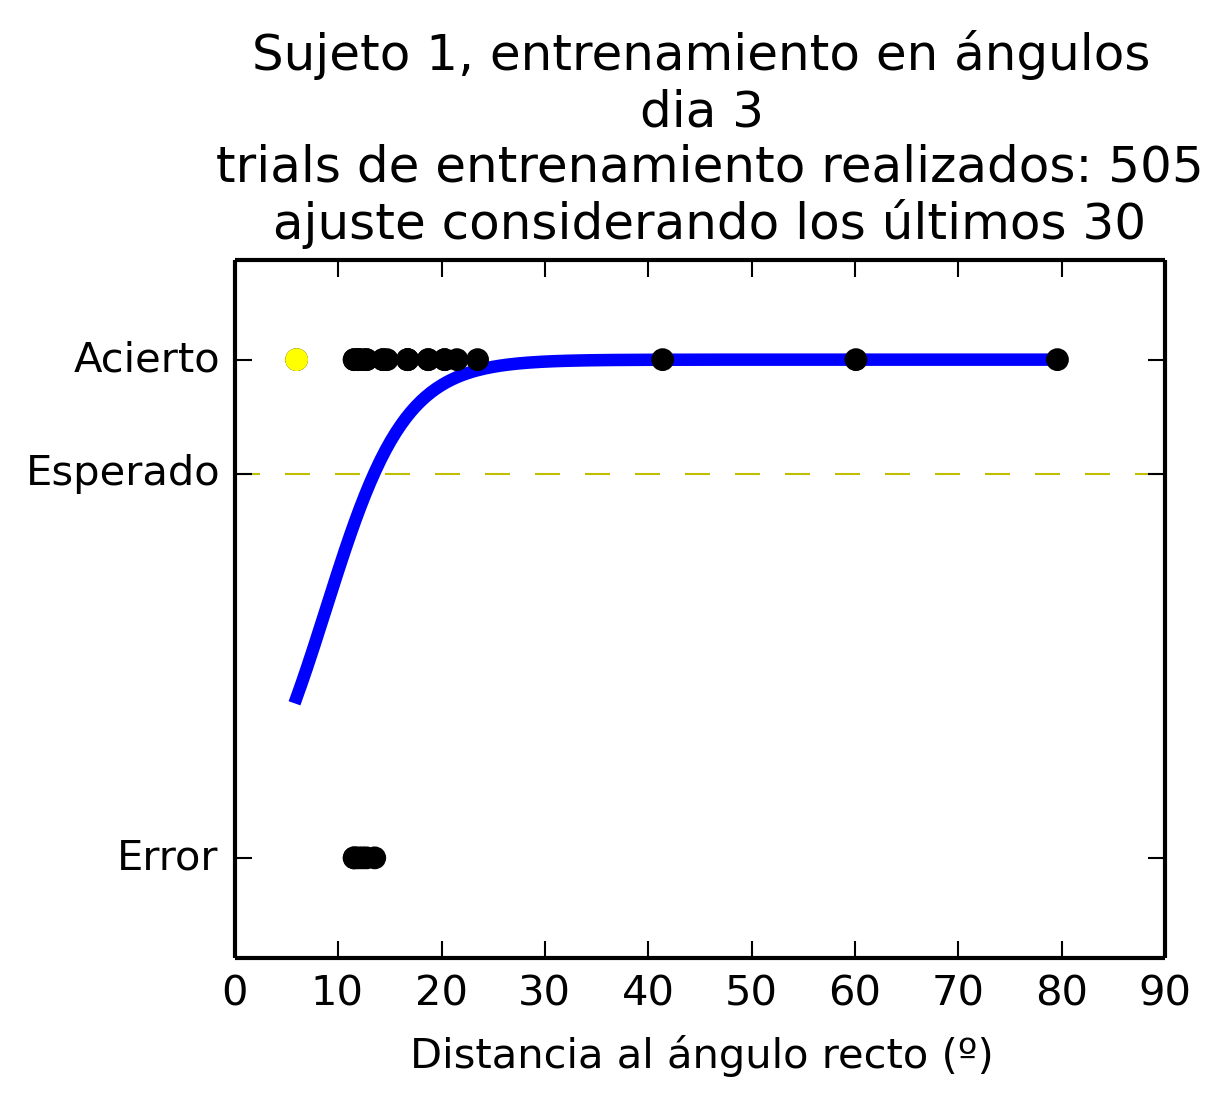 Sujeto 1, entrenamiento en ángulos
dia 3
trials de entrenamiento realizados: 505
ajuste considerando los últimos 30
Acierto
Esperado
Error
0 10 20 30 40 50 60 70 80 90
Distancia al ángulo recto (º)